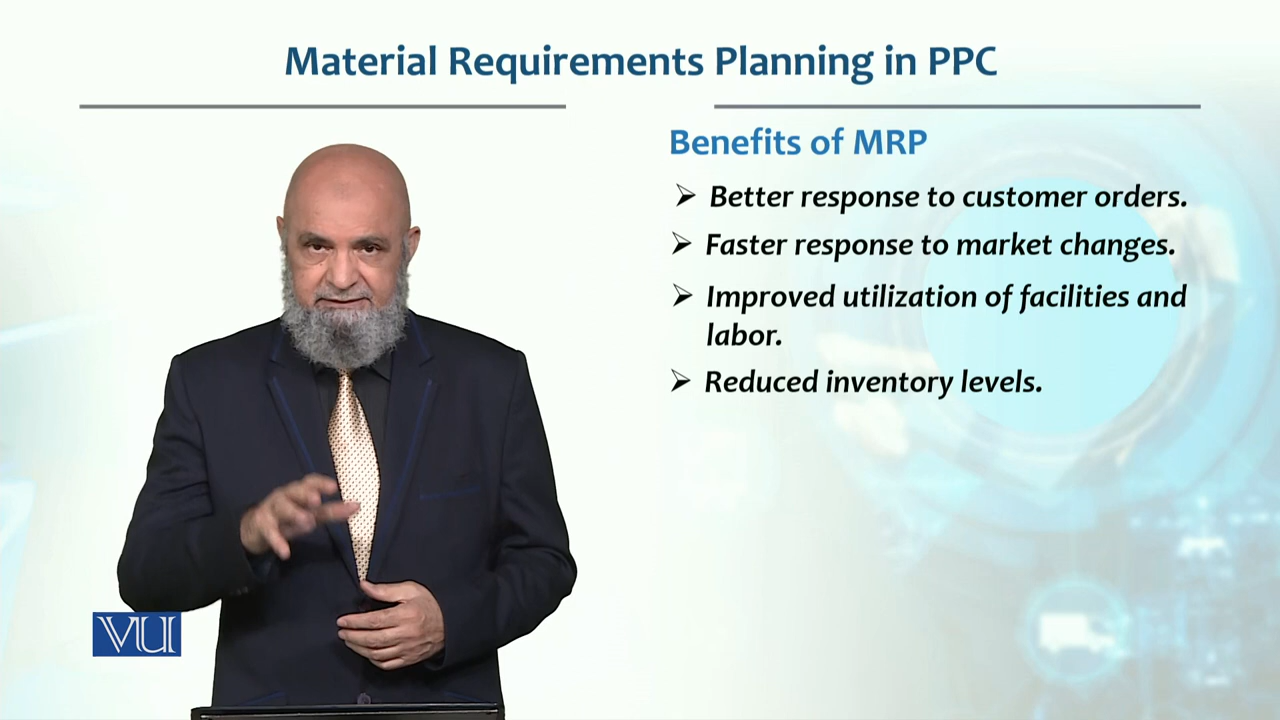 Material Requirements Planning in PPC
Benefits of MRP
➢ Better response to customer orders.
➢ Faster response to market changes.
➢ Improved utilization of facilities and
labor.
➢ Reduced inventory levels.
VU